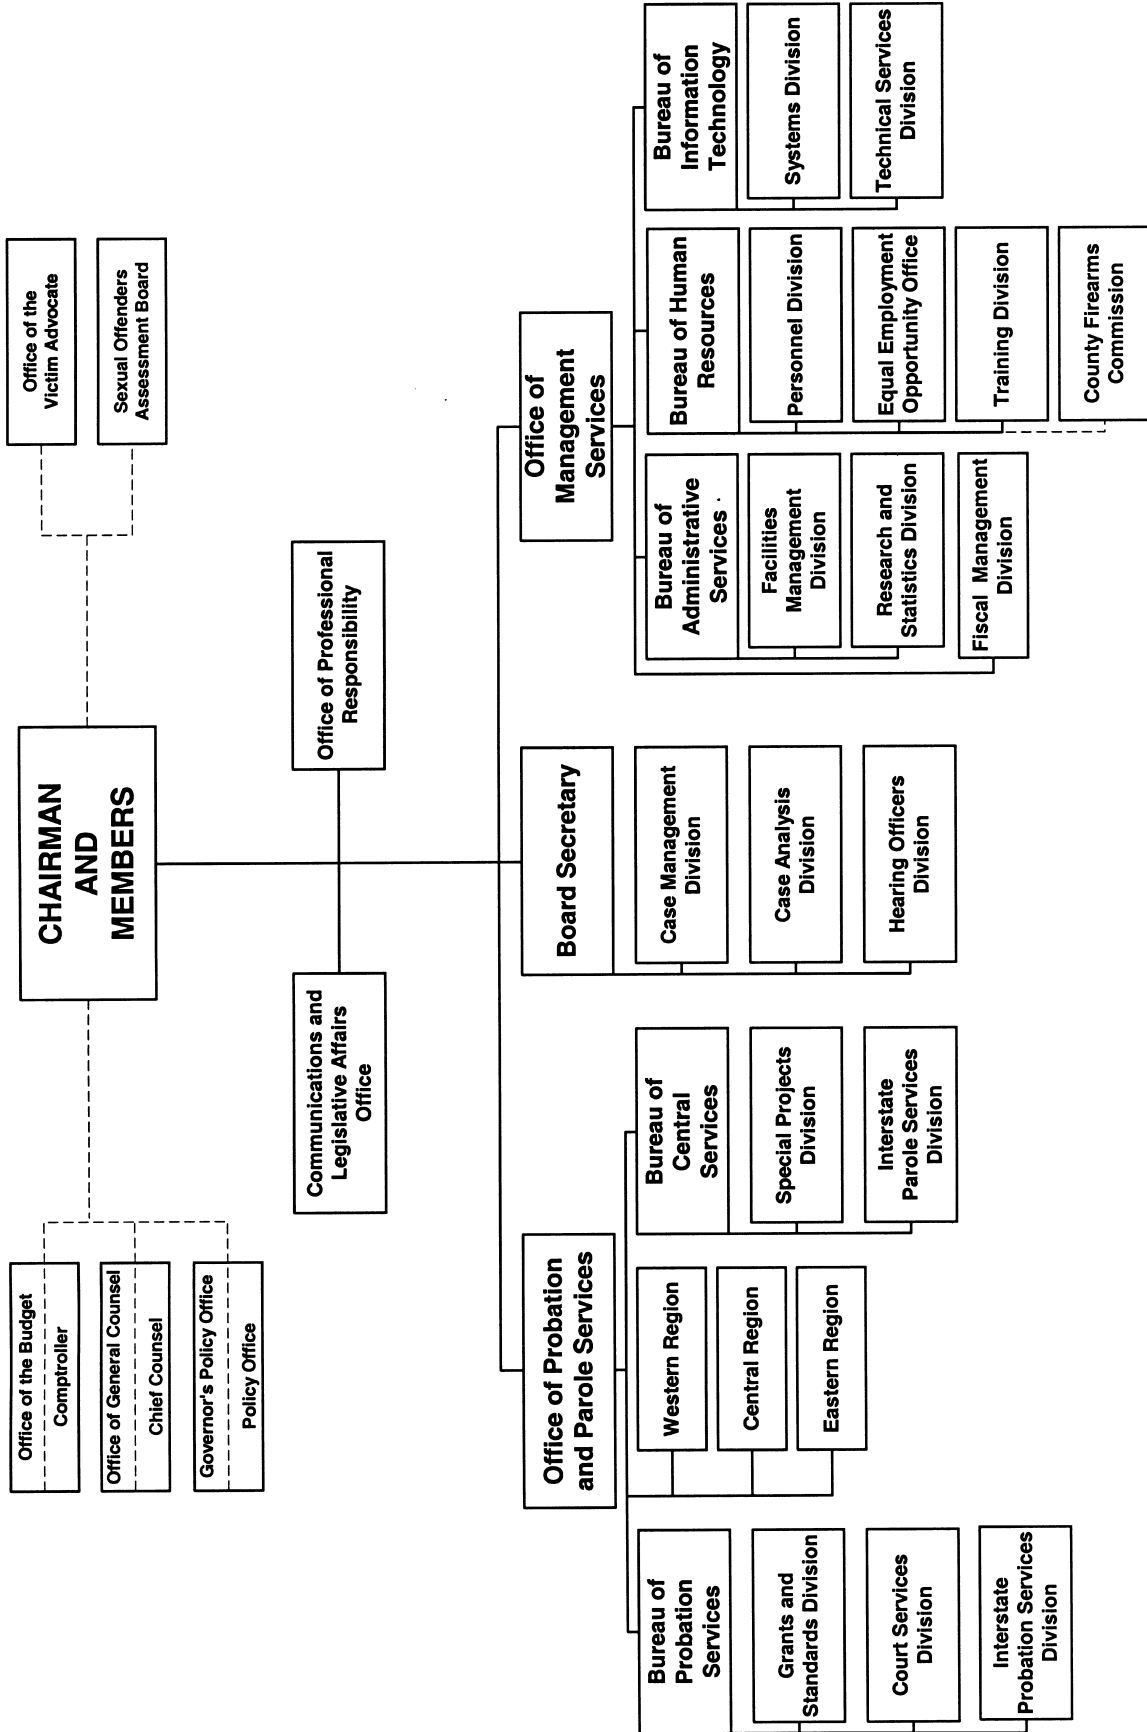 CHAIRMAN
AND
MEMBERS
Office of the Budget
Comptroller
Office of General Counsel
Chief Counsel
Governor's Policy Office
Policy Office
Office of the
Victim Advocate
Sexual Offenders
Assessment Board
Communications and
Legislative Affairs
Office
Office of Professional
Responsibility
Office of Probation
and Parole Services
Bureau of
Probation
Services
Grants and
Standards Division
Court Services
Division
Interstate
Probation Services
Division
Western Region
Central Region
Eastern Region
Bureau of
Central
Services
Special Projects
Division
Interstate
Parole Services
Division
Board Secretary
Case Management
Division
Case Analysis
Division
Hearing Officers
Division
Office of
Management
Services
Bureau of
Administrative
Services
Facilities
Management
Division
Research and
Statistics Division
Fiscal Management
Division
Bureau of Human
Resources
Personnel Division
Equal Employment
Opportunity Office
Training Division
County Firearms
Commission
Bureau of
Information
Technology
Systems Division
Technical Services
Division